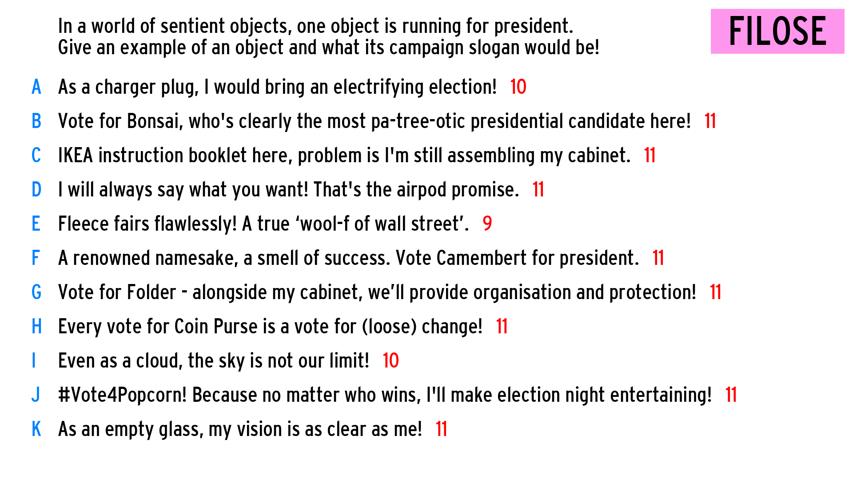 In a world of sentient objects, one object is running for president.
Give an example of an object and what its campaign slogan would be!
FILOSE
A As a charger plug, I would bring an electrifying election! 10
B Vote for Bonsai, who's clearly the most pa-tree-otic presidential candidate here! 11
C IKEA instruction booklet here, problem is I'm still assembling my cabinet. 11
D I will always say what you want! That's the airpod promise. 11
E Fleece fairs flawlessly! A true ‘wool-f of wall street’. 9
F A renowned namesake, a smell of success. Vote Camembert for president. 11
G Vote for Folder - alongside my cabinet, we’ll provide organisation and protection! 11
H Every vote for Coin Purse is a vote for (loose) change! 11
I Even as a cloud, the sky is not our limit! 10
J #Vote4Popcorn! Because no matter who wins, I'll make election night entertaining! 11
K As an empty glass, my vision is as clear as me! 11